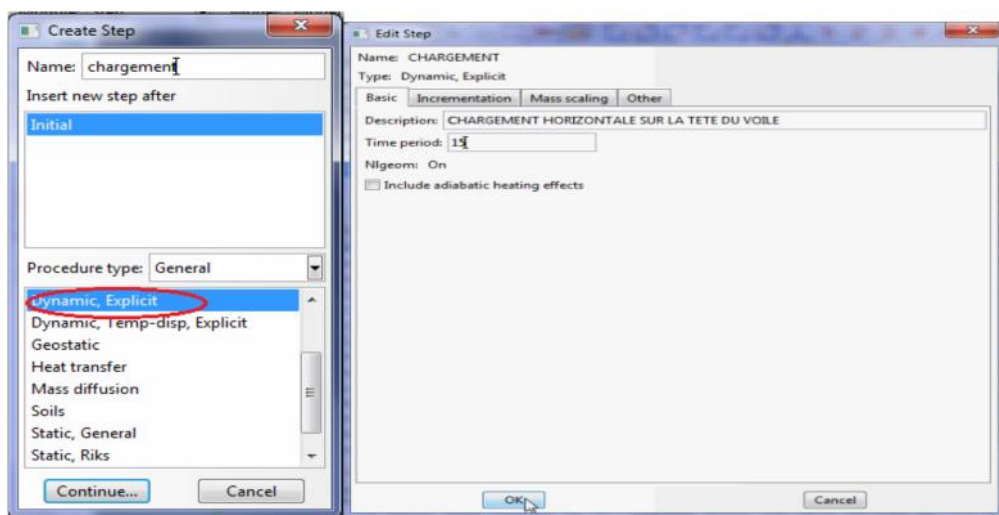 Create Step
Name: chargement
Insert new step after
Initial
Procedure type: General
Dynamic, Explicit
Dynamic, Temp-disp, Explicit
Geostatic
Heat transfer
Mass diffusion
Soils
Static, General
Static, Riks
Continue...
Cancel
Edit Step
Name: CHARGEMENT
Type: Dynamic, Explicit
Basic Incrementation Mass scaling Other
Description: CHARGEMENT HORIZONTALE SUR LA TETE DU VOILE
Time period: 15
Nlgeom: On
Include adiabatic heating effects
OK
Cancel